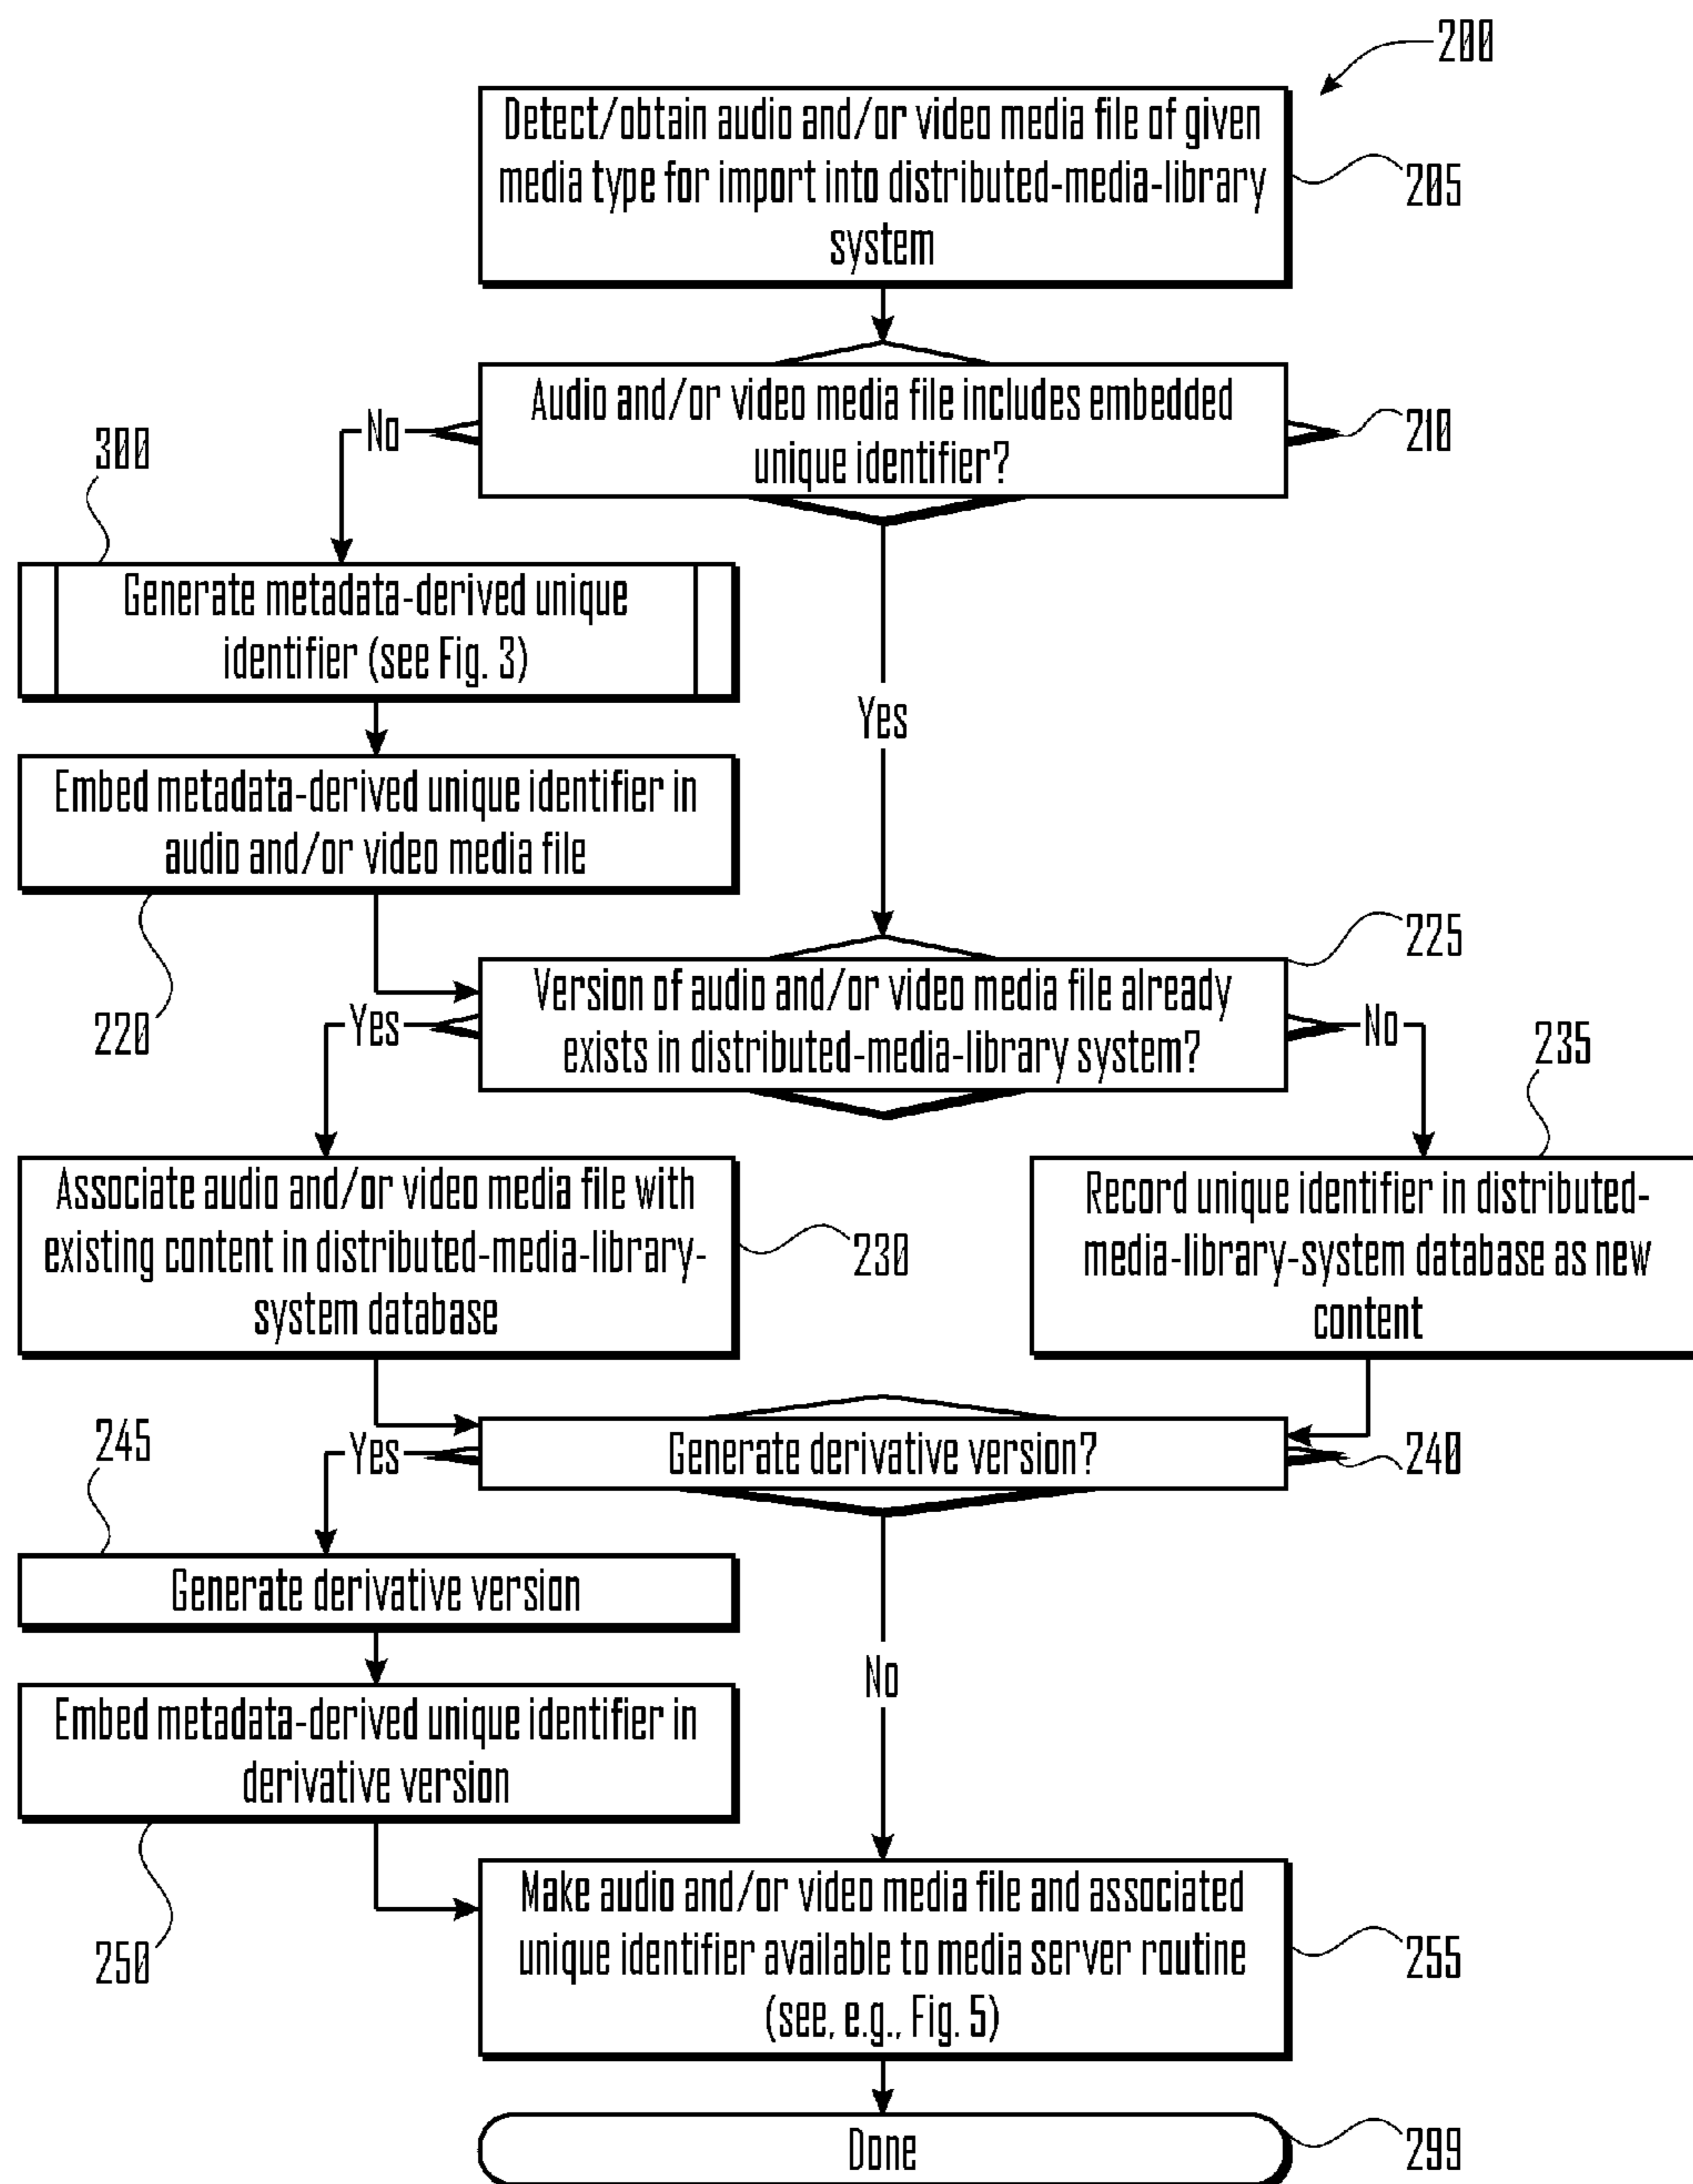 200
Detect/obtain audio and/or video media file of given
media type for import into distributed-media-library
system
205
Audio and/or video media file includes embedded
unique identifier?
210
No
300
Generate metadata-derived unique
identifier (see Fig. 3)
Yes
Embed metadata-derived unique identifier in
audio and/or video media file
220
225
Version of audio and/or video media file already
exists in distributed-media-library system?
Yes
No
235
Associate audio and/or video media file with
existing content in distributed-media-library-
system database
230
Record unique identifier in distributed-
media-library-system database as new
content
Generate derivative version?
240
Yes
245
Generate derivative version
No
Embed metadata-derived unique identifier in
derivative version
250
Make audio and/or video media file and associated
unique identifier available to media server routine
(see, e.g., Fig. 5)
255
Done
299